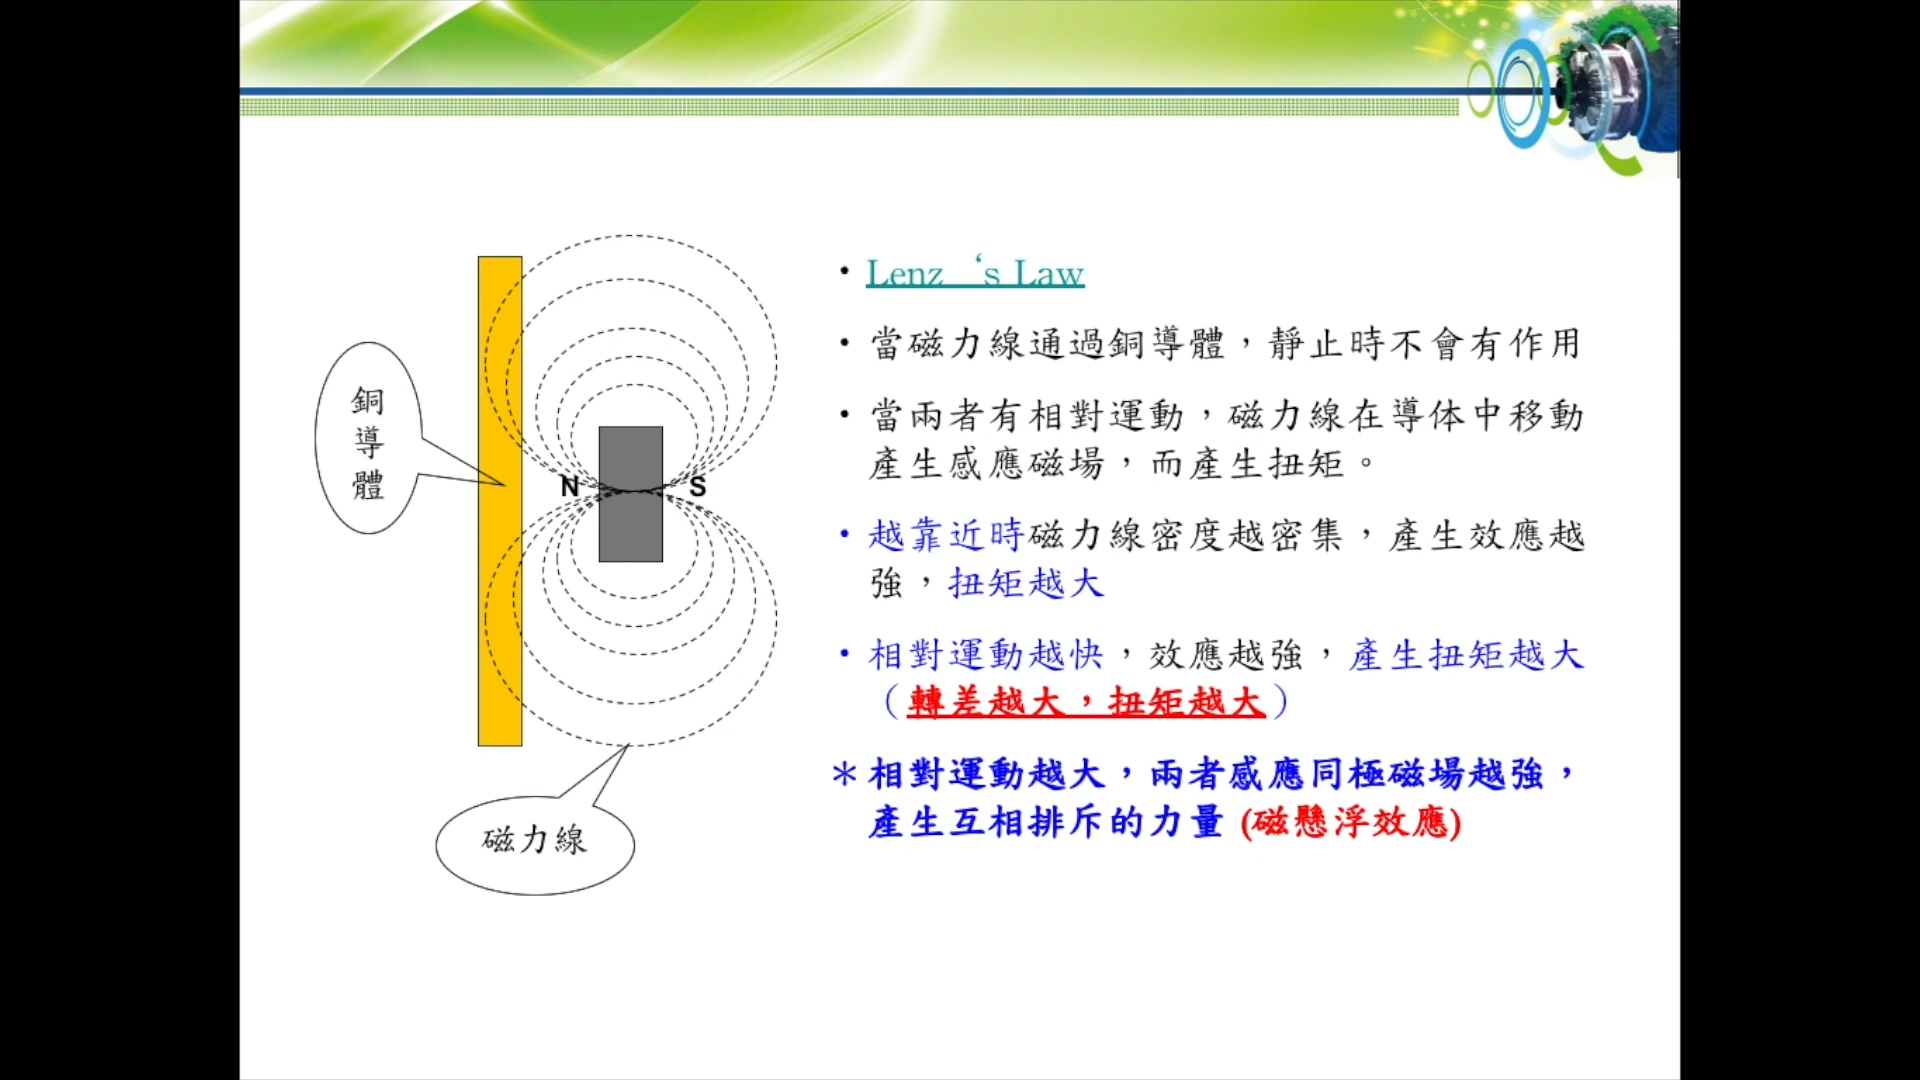 • Lenz ‘s Law
• 當磁力線通過銅導體，靜止時不會有作用
• 當兩者有相對運動，磁力線在導体中移動
產生感應磁場，而產生扭矩。
• 越靠近時磁力線密度越密集，產生效應越
強，扭矩越大
• 相對運動越快，效應越強，產生扭矩越大
（轉差越大，扭矩越大）
＊相對運動越大，兩者感應同極磁場越強，
產生互相排斥的力量 (磁懸浮效應)
銅
導
體
N
S
磁力線